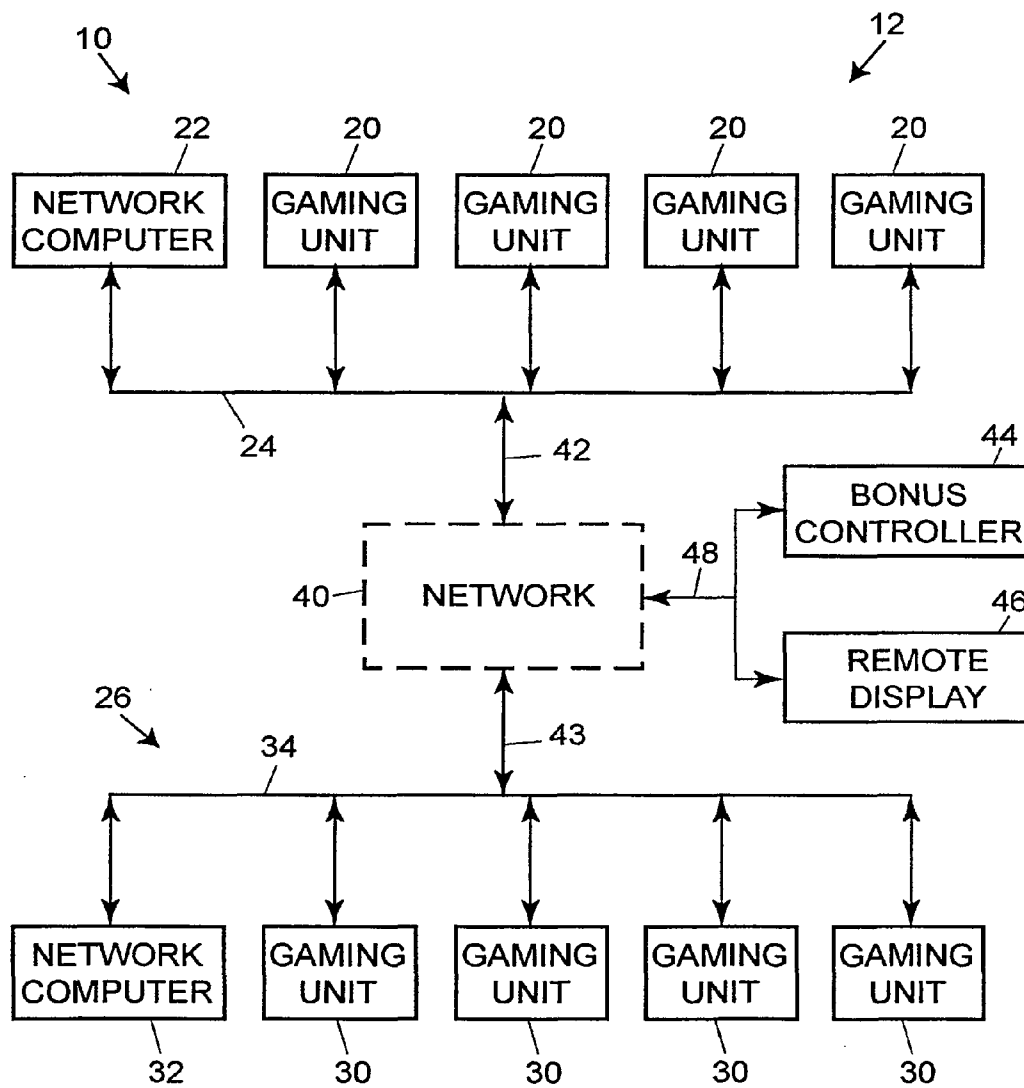 10
12
22
20
20
20
20
NETWORK
COMPUTER
GAMING
UNIT
GAMING
UNIT
GAMING
UNIT
GAMING
UNIT
24
42
44
BONUS
CONTROLLER
40
NETWORK
48
46
REMOTE
DISPLAY
26
34
43
NETWORK
COMPUTER
GAMING
UNIT
GAMING
UNIT
GAMING
UNIT
GAMING
UNIT
32
30
30
30
30